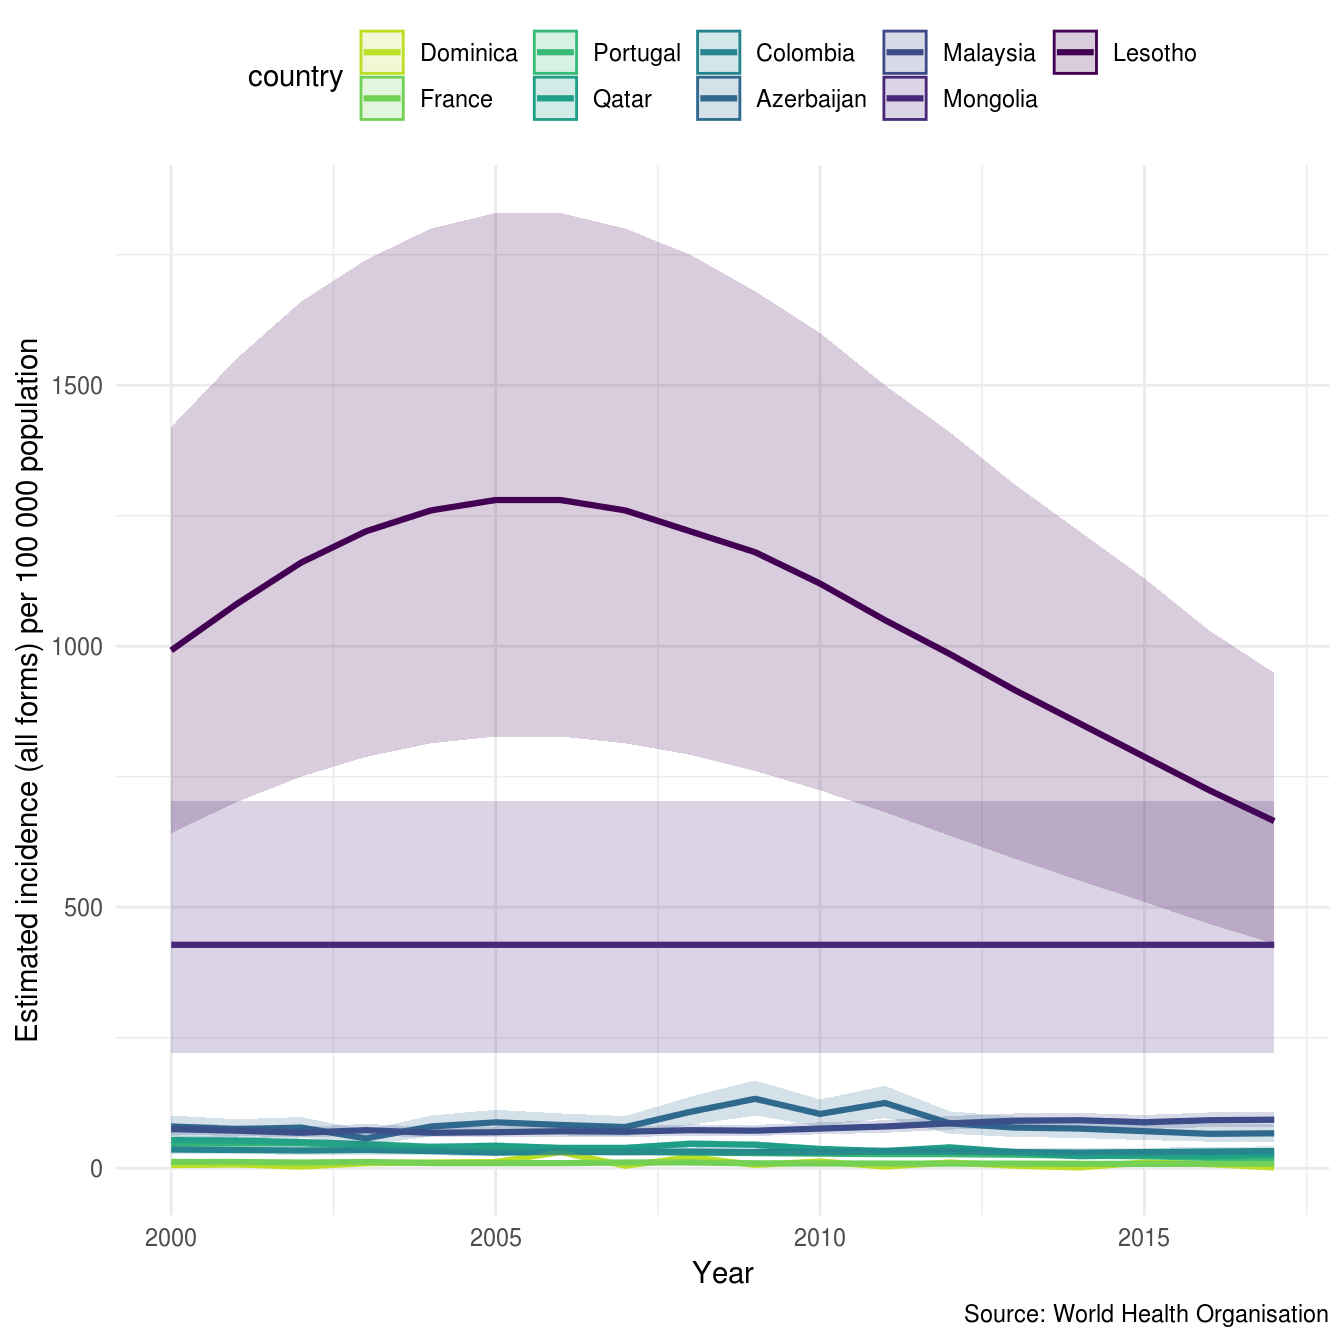 country
Dominica
Portugal
Colombia
Malaysia
Lesotho
France
Qatar
Azerbaijan
Mongolia
Estimated incidence (all forms) per 100 000 population
1500
1000
500
0
2000
2005
2010
2015
Year
Source: World Health Organisation